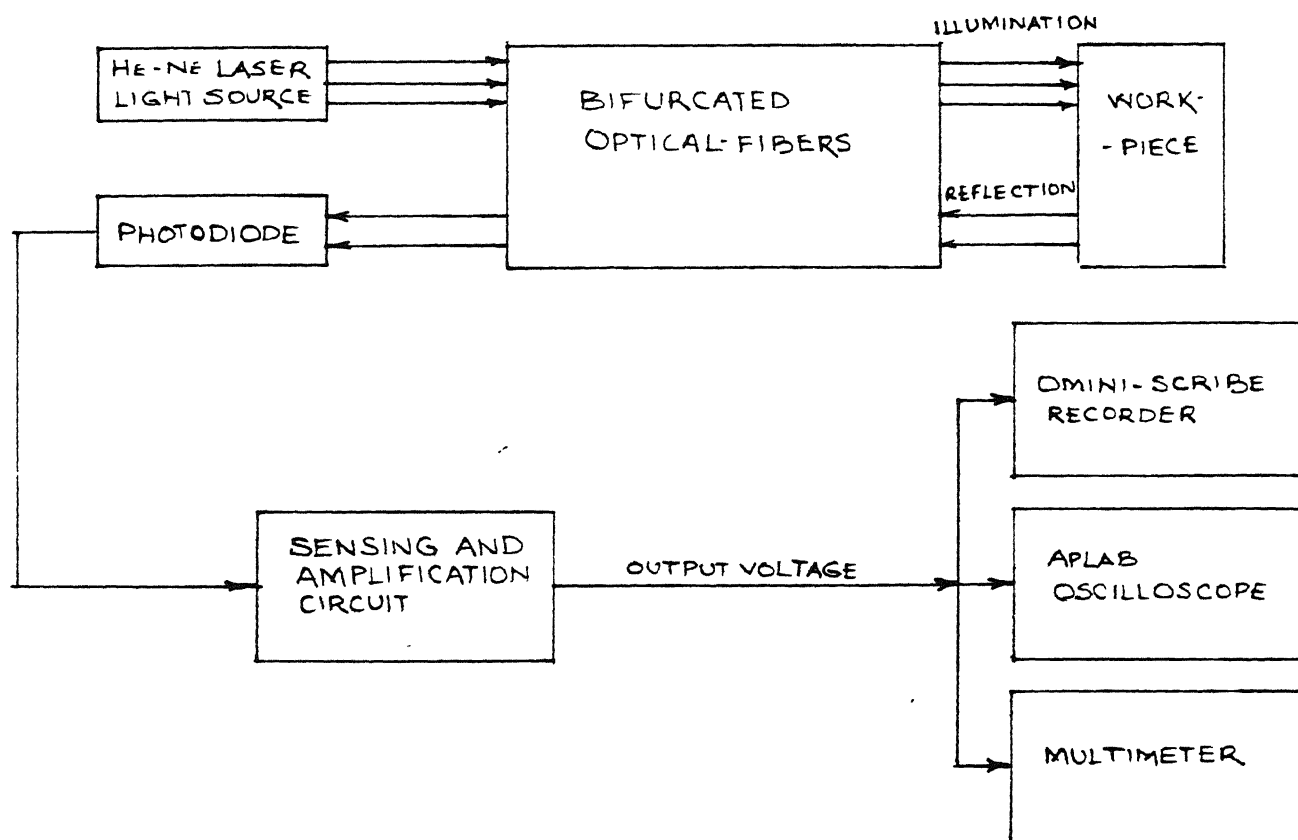 ILLUMINATION
HE-NE LASER
LIGHT SOURCE
BIFURCATED
OPTICAL-FIBERS
WORK-
-PIECE
REFLECTION
PHOTODIODE
OMINI-SCRIBE
RECORDER
SENSING AND
AMPLIFICATION
CIRCUIT
OUTPUT VOLTAGE
APLAB
OSCILLOSCOPE
MULTIMETER